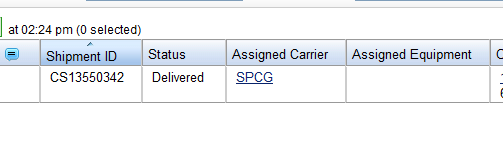 at 02:24 pm (0 selected)
Shipment ID Status Assigned Carrier Assigned Equipment
CS13550342 Delivered SPCG